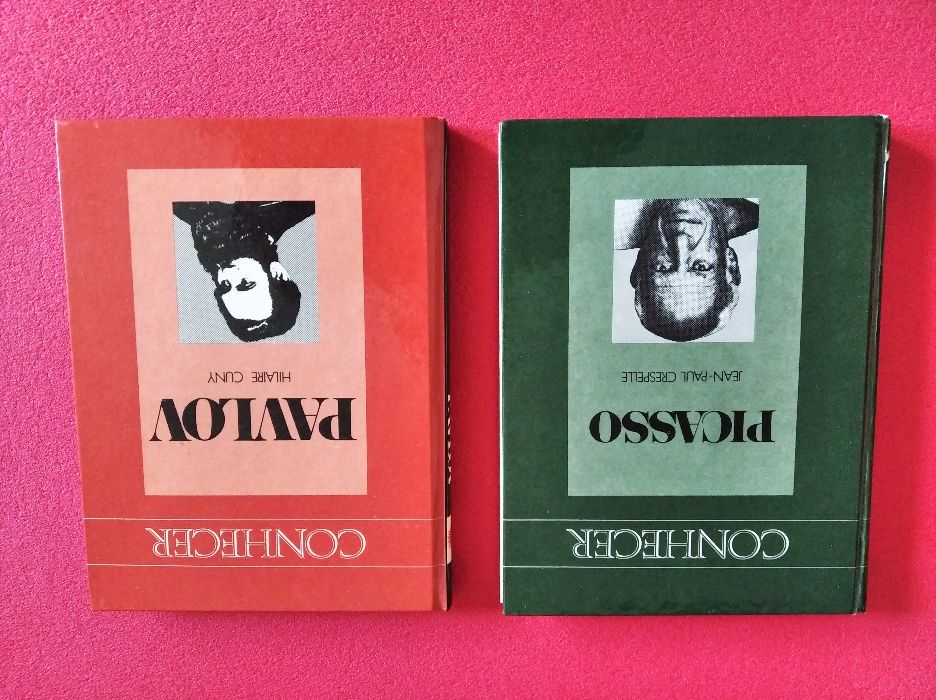 CONHECER
PAVLOV
HILAIRE CUNY
CONHECER
PICASSO
JEAN-PAUL CRESPELLE